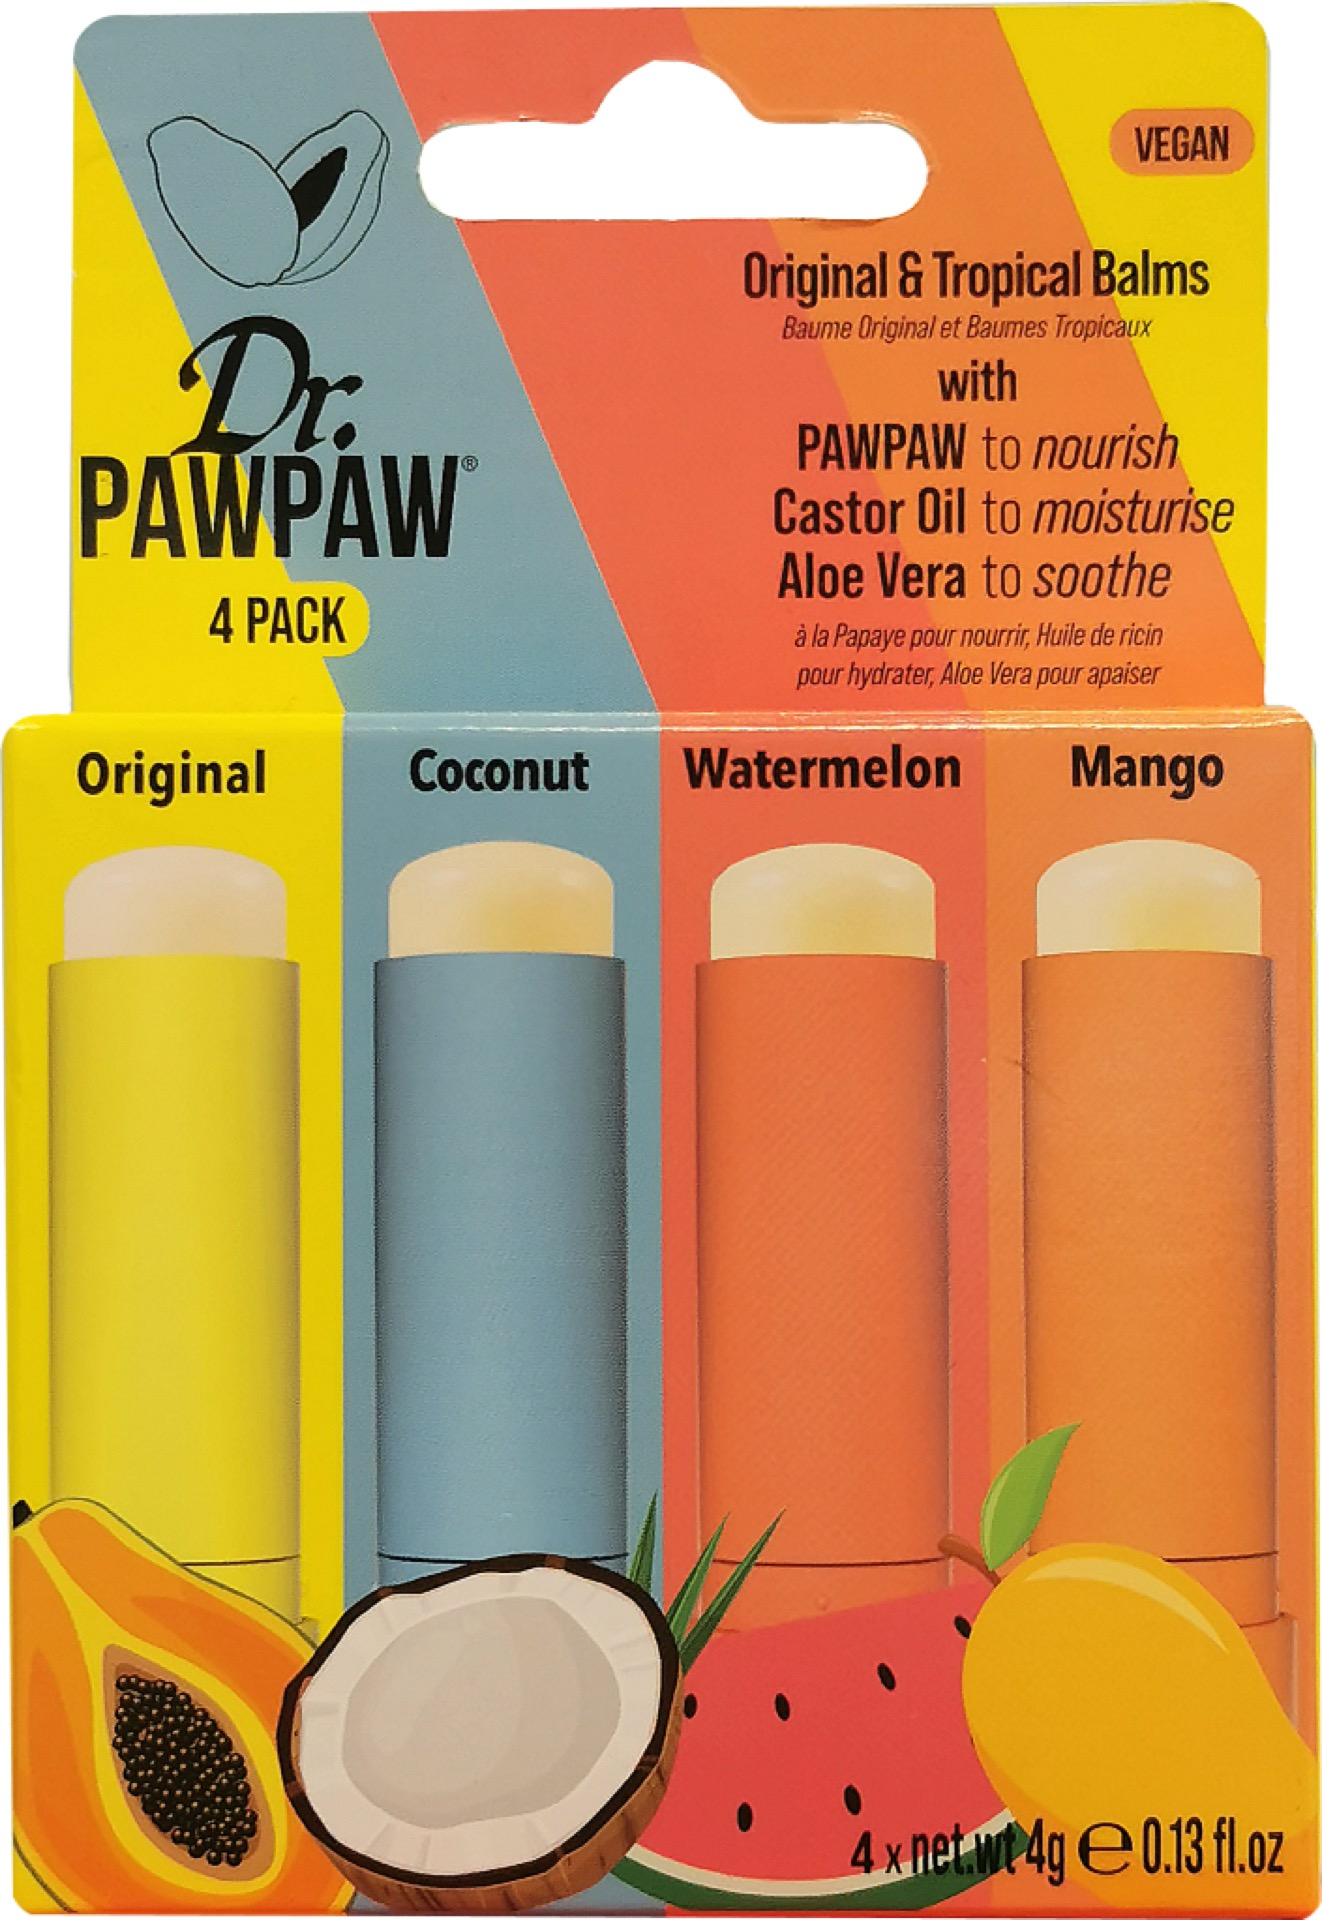 VEGAN
Original & Tropical Balms
Baume Original et Baumes Tropicaux
with
PAWPAW to nourish
Castor Oil to moisturise
Aloe Vera to soothe
à la Papaye pour nourrir, Huile de ricin
pour hydrater, Aloe Vera pour apaiser
Dr.
PAWPAW®
4 PACK
Original
Coconut
Watermelon
Mango
4 x net.wt 4g ℮ 0.13 fl.oz